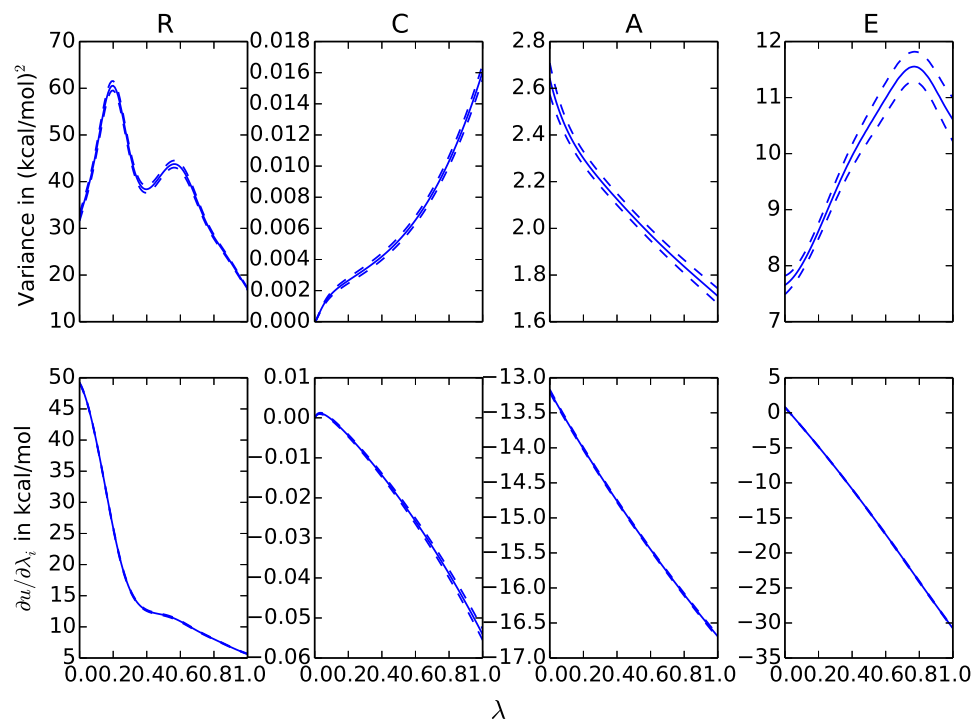 R C A E
Variance in (kcal/mol)²
70 60 50 40 30 20 10
0.018 0.016 0.014 0.012 0.010 0.008 0.006 0.004 0.002 0.000
2.8 2.6 2.4 2.2 2.0 1.8 1.6
12 11 10 9 8 7
∂u/∂λᵢ in kcal/mol
50 45 40 35 30 25 20 15 10 5
0.01 0.00 −0.01 −0.02 −0.03 −0.04 −0.05 −0.06
−13.0 −13.5 −14.0 −14.5 −15.0 −15.5 −16.0 −16.5 −17.0
5 0 −5 −10 −15 −20 −25 −30 −35
0.00.20.40.60.81.0 0.00.20.40.60.81.0 0.00.20.40.60.81.0 0.00.20.40.60.81.0
λ